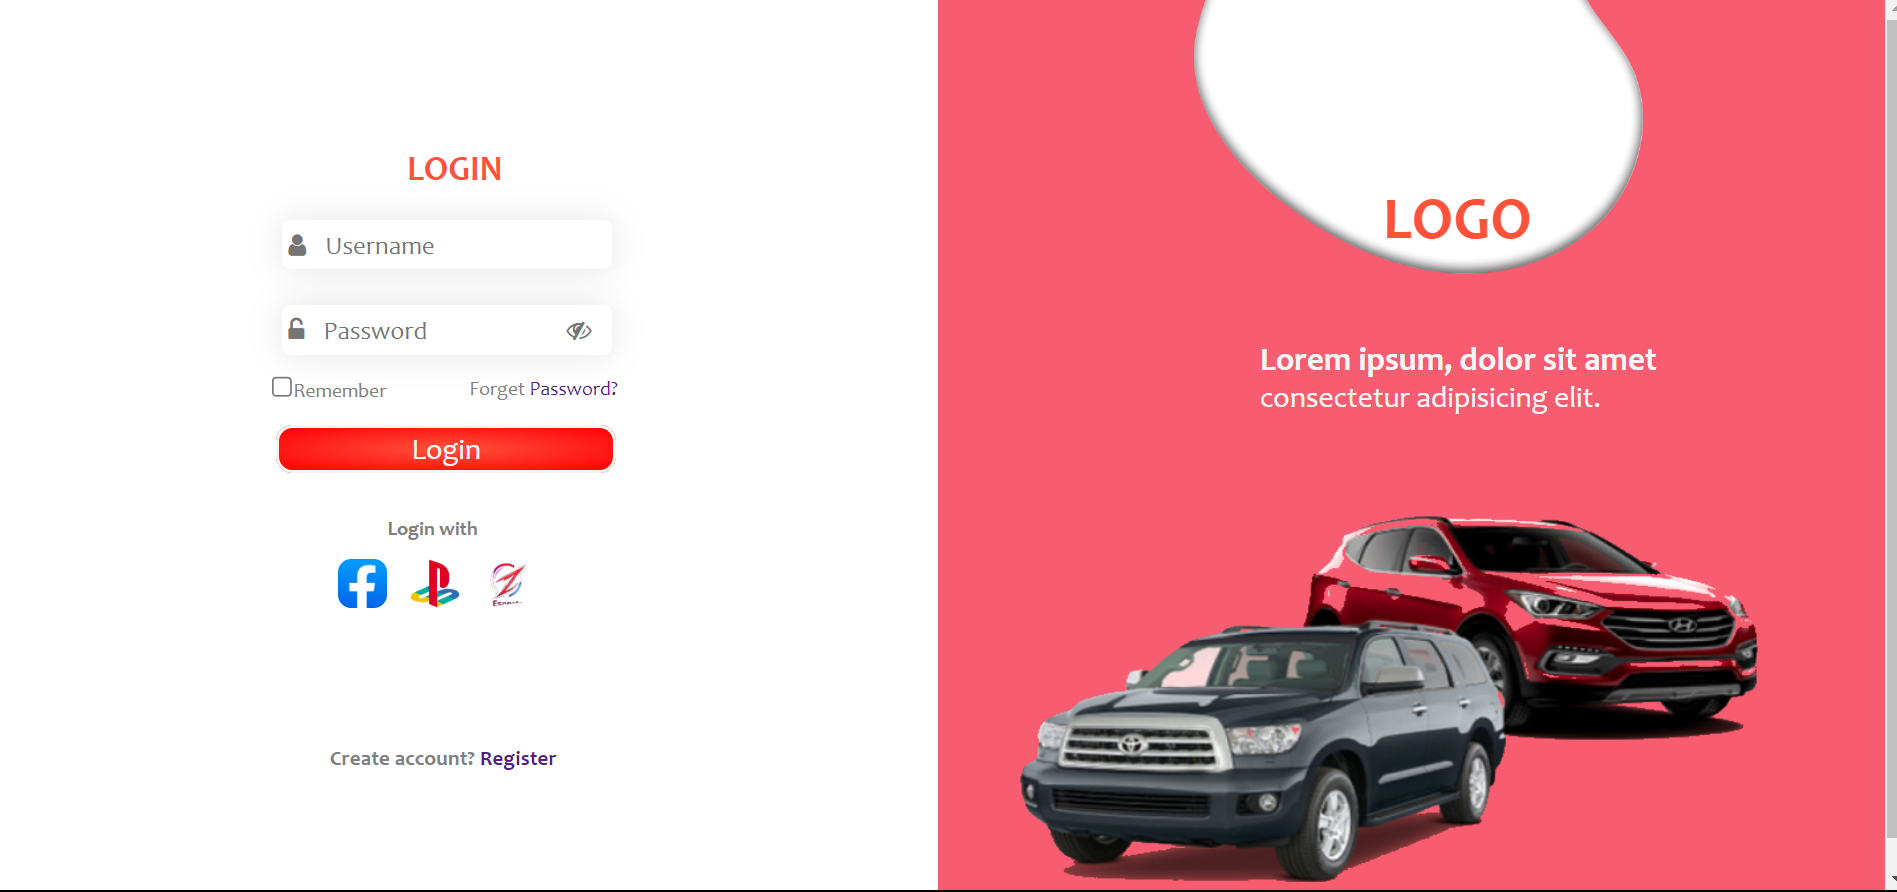 LOGIN
Username
Password
Remember
Forget Password?
Login
Login with
Create account? Register
LOGO
Lorem ipsum, dolor sit amet
consectetur adipisicing elit.